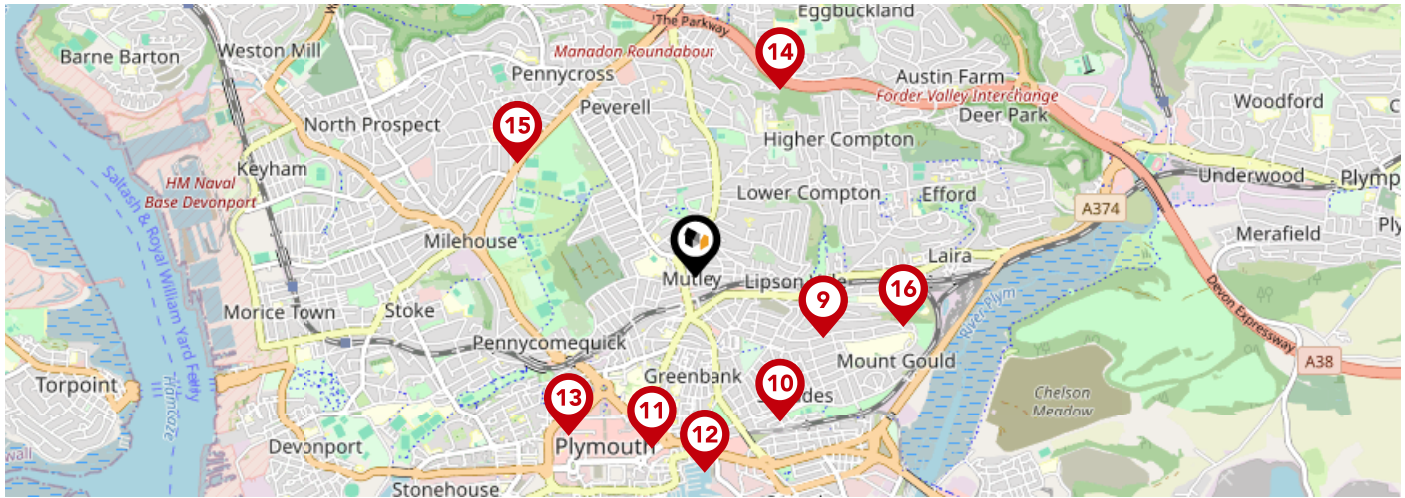 Eggbuckland
The Parkway
Weston Mill
Barne Barton
Manadon Roundabout
14
Pennycross
Austin Farm
Forder Valley Interchange
Woodford
Peverell
Deer Park
15
North Prospect
Higher Compton
Keyham
Underwood
HM Naval
Base Devonport
Saltash & Royal William Yard Ferry
Lower Compton
Efford
A374
Merafield
Milehouse
Mutley
Lipson
Laira
9
16
River Plym
Devon Expressway
Morice Town
Stoke
Pennycomequick
Mount Gould
A38
Torpoint
Hamoaze
Greenbank
10
Chelson
Meadow
13
11
12
Devonport
Plymouth
Stonehouse